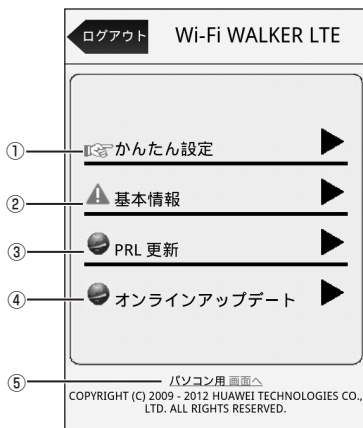 ログアウト Wi-Fi WALKER LTE
① かんたん設定
② 基本情報
③ PRL 更新
④ オンラインアップデート
⑤ パソコン用 画面へ
COPYRIGHT (C) 2009 - 2012 HUAWEI TECHNOLOGIES CO.,
LTD. ALL RIGHTS RESERVED.